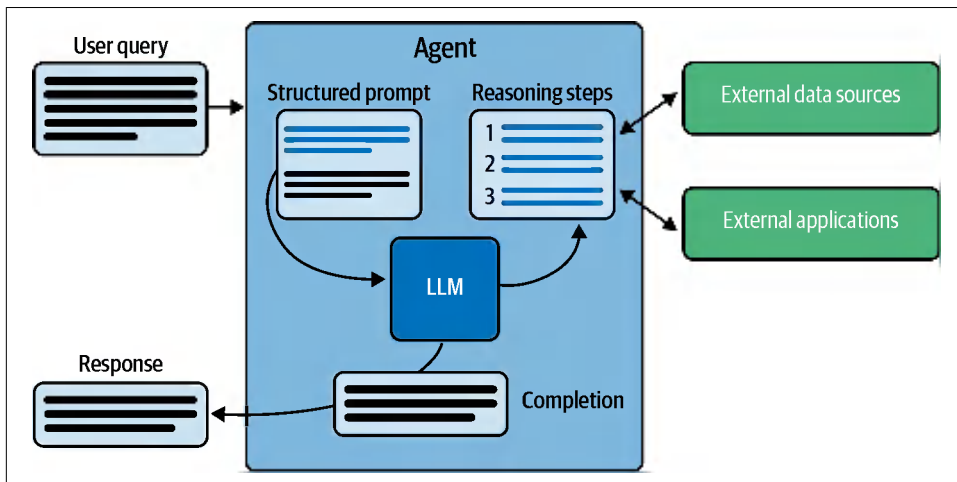 User query
Agent
Structured prompt
Reasoning steps
1
2
3
External data sources
External applications
LLM
Response
Completion